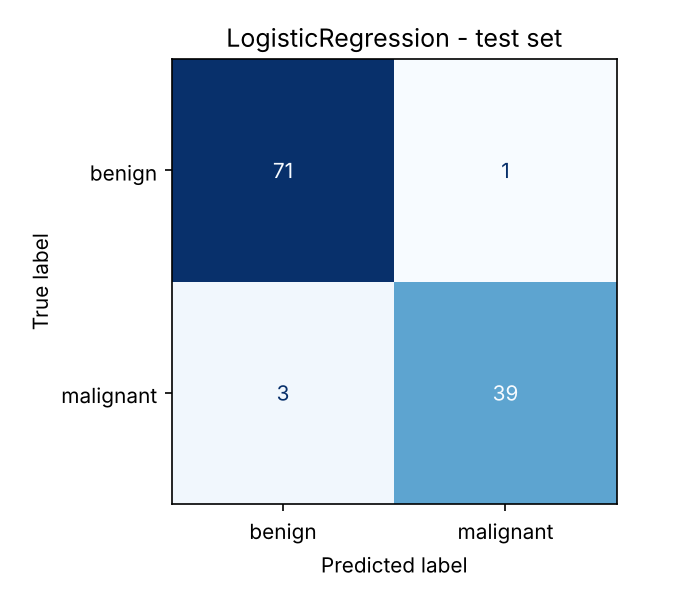 LogisticRegression - test set
benign
71
1
True label
malignant
3
39
benign
malignant
Predicted label